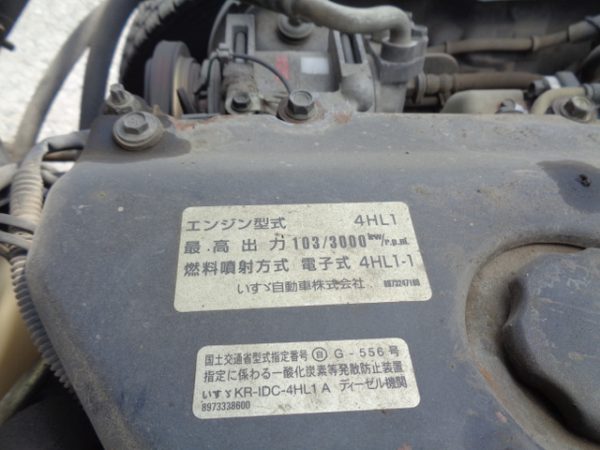 エンジン型式 4HL1
最高出力 103/3000 kw/r.p.m.
燃料噴射方式 電子式 4HL1-1
いすゞ自動車株式会社
8973247180
国土交通省型式指定番号 Ⓑ G-556号
指定に係わる一酸化炭素等発散防止装置
いすゞ KR-IDC-4HL1A ディーゼル機関
8973338600